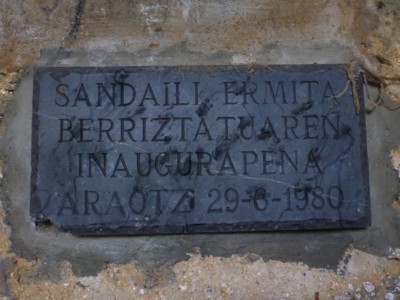 SANDAILI ERMITA
BERRIZTATUAREN
INAUGURAPENA
ARAOTZ 29-6-1980